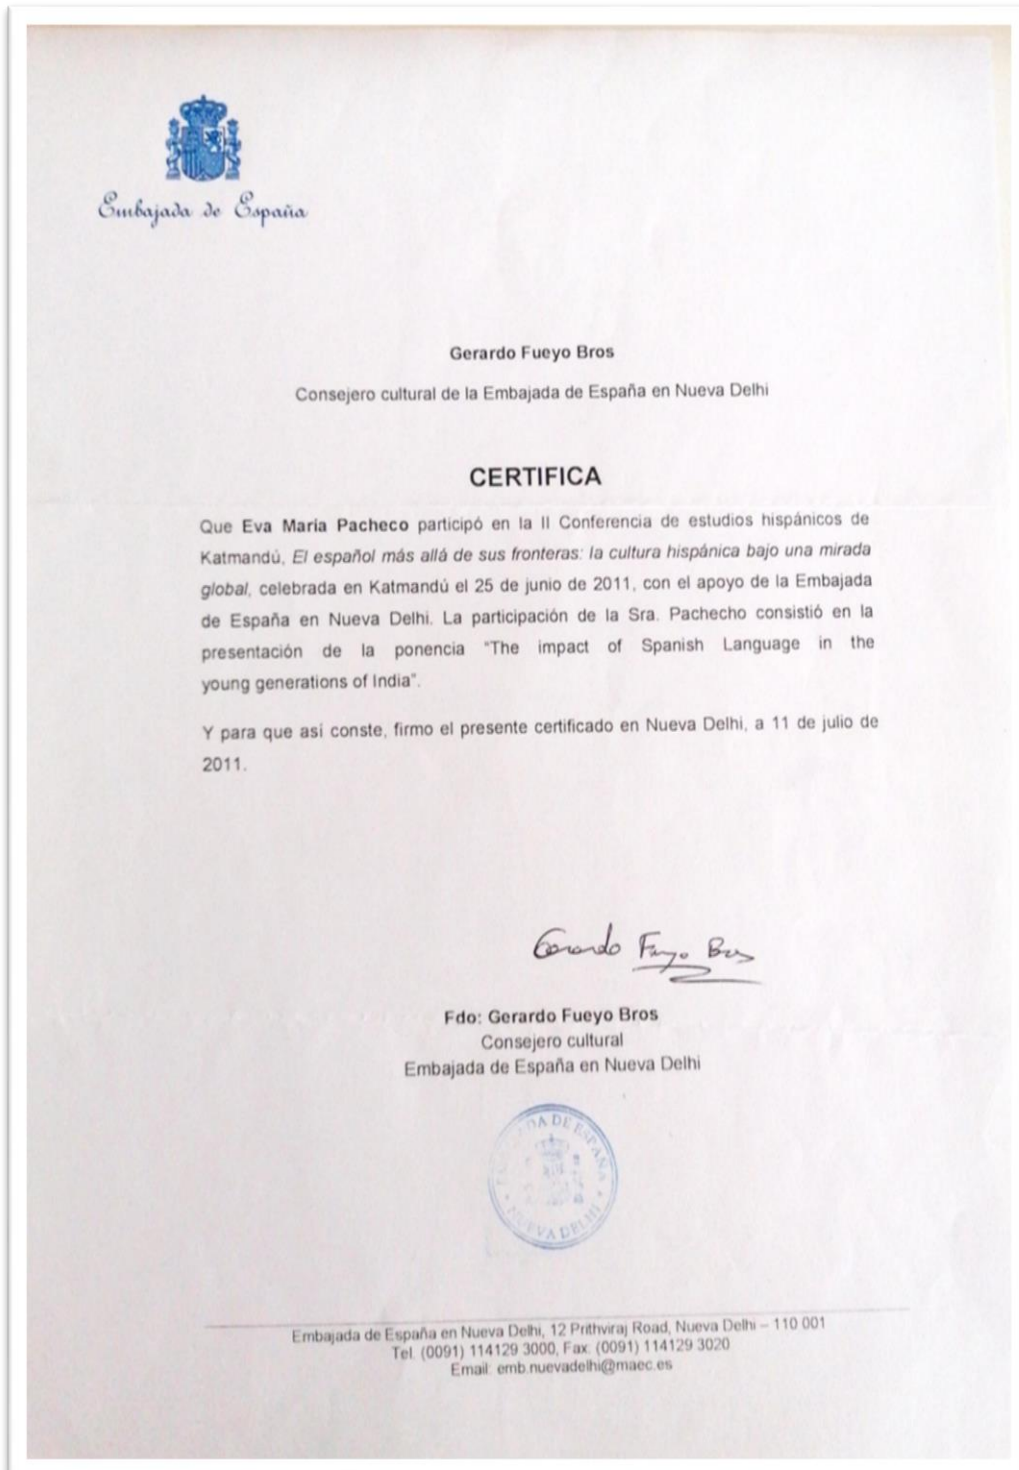 Embajada de España
Gerardo Fueyo Bros
Consejero cultural de la Embajada de España en Nueva Delhi
CERTIFICA
Que Eva María Pacheco participó en la II Conferencia de estudios hispánicos de
Katmandú, El español más allá de sus fronteras: la cultura hispánica bajo una mirada
global, celebrada en Katmandú el 25 de junio de 2011, con el apoyo de la Embajada
de España en Nueva Delhi. La participación de la Sra. Pachecho consistió en la
presentación de la ponencia “The impact of Spanish Language in the
young generations of India”.
Y para que así conste, firmo el presente certificado en Nueva Delhi, a 11 de julio de
2011.
Gerardo Fueyo Bros
Fdo: Gerardo Fueyo Bros
Consejero cultural
Embajada de España en Nueva Delhi
EMBAJADA DE ESPAÑA
NUEVA DELHI
Embajada de España en Nueva Delhi, 12 Prithviraj Road, Nueva Delhi – 110 001
Tel. (0091) 114129 3000, Fax. (0091) 114129 3020
Email: emb.nuevadelhi@maec.es